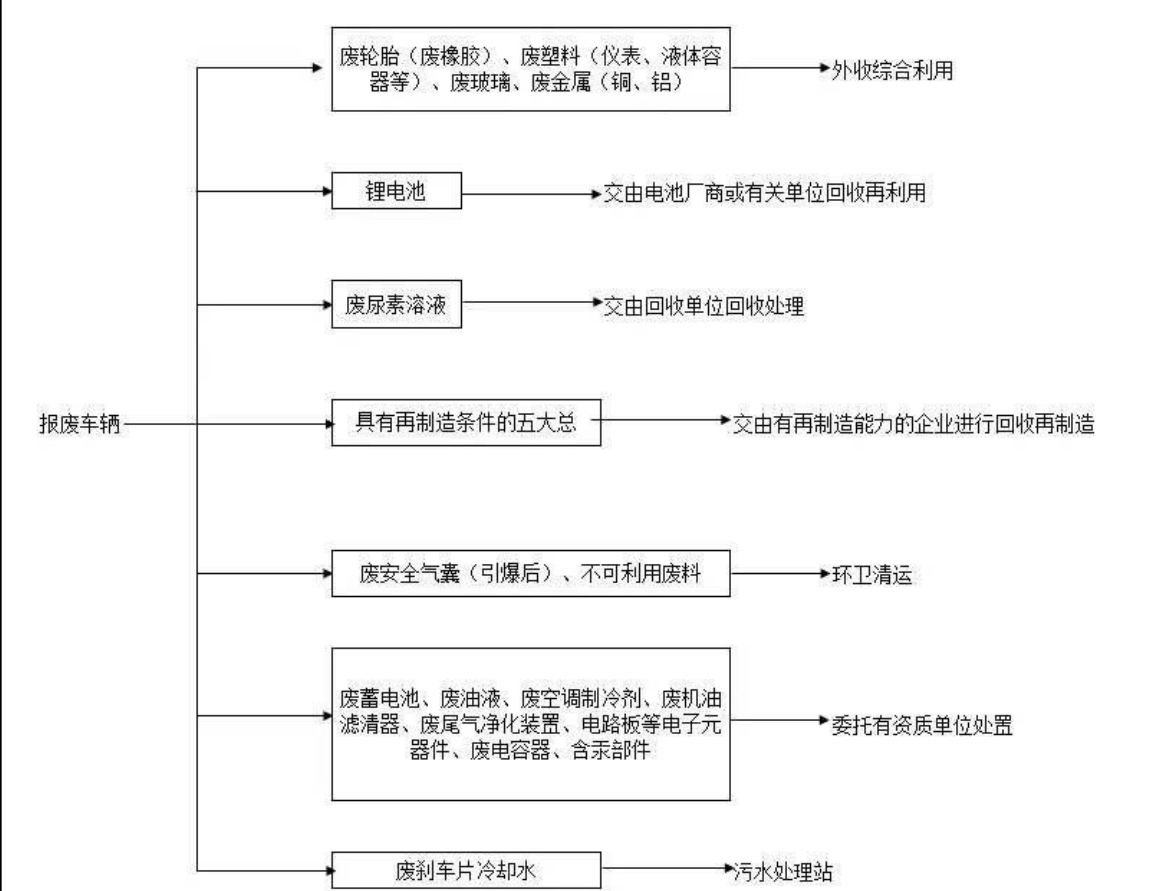 废轮胎（废橡胶）、废塑料（仪表、液体容
器等）、废玻璃、废金属（铜、铝）
外收综合利用
锂电池
交由电池厂商或有关单位回收再利用
废尿素溶液
交由回收单位回收处理
报废车辆
具有再制造条件的五大总
交由有再制造能力的企业进行回收再制造
废安全气囊（引爆后）、不可利用废料
环卫清运
废蓄电池、废油液、废空调制冷剂、废机油
滤清器、废尾气净化装置、电路板等电子元
器件、废电容器、含汞部件
委托有资质单位处置
废刹车片冷却水
污水处理站